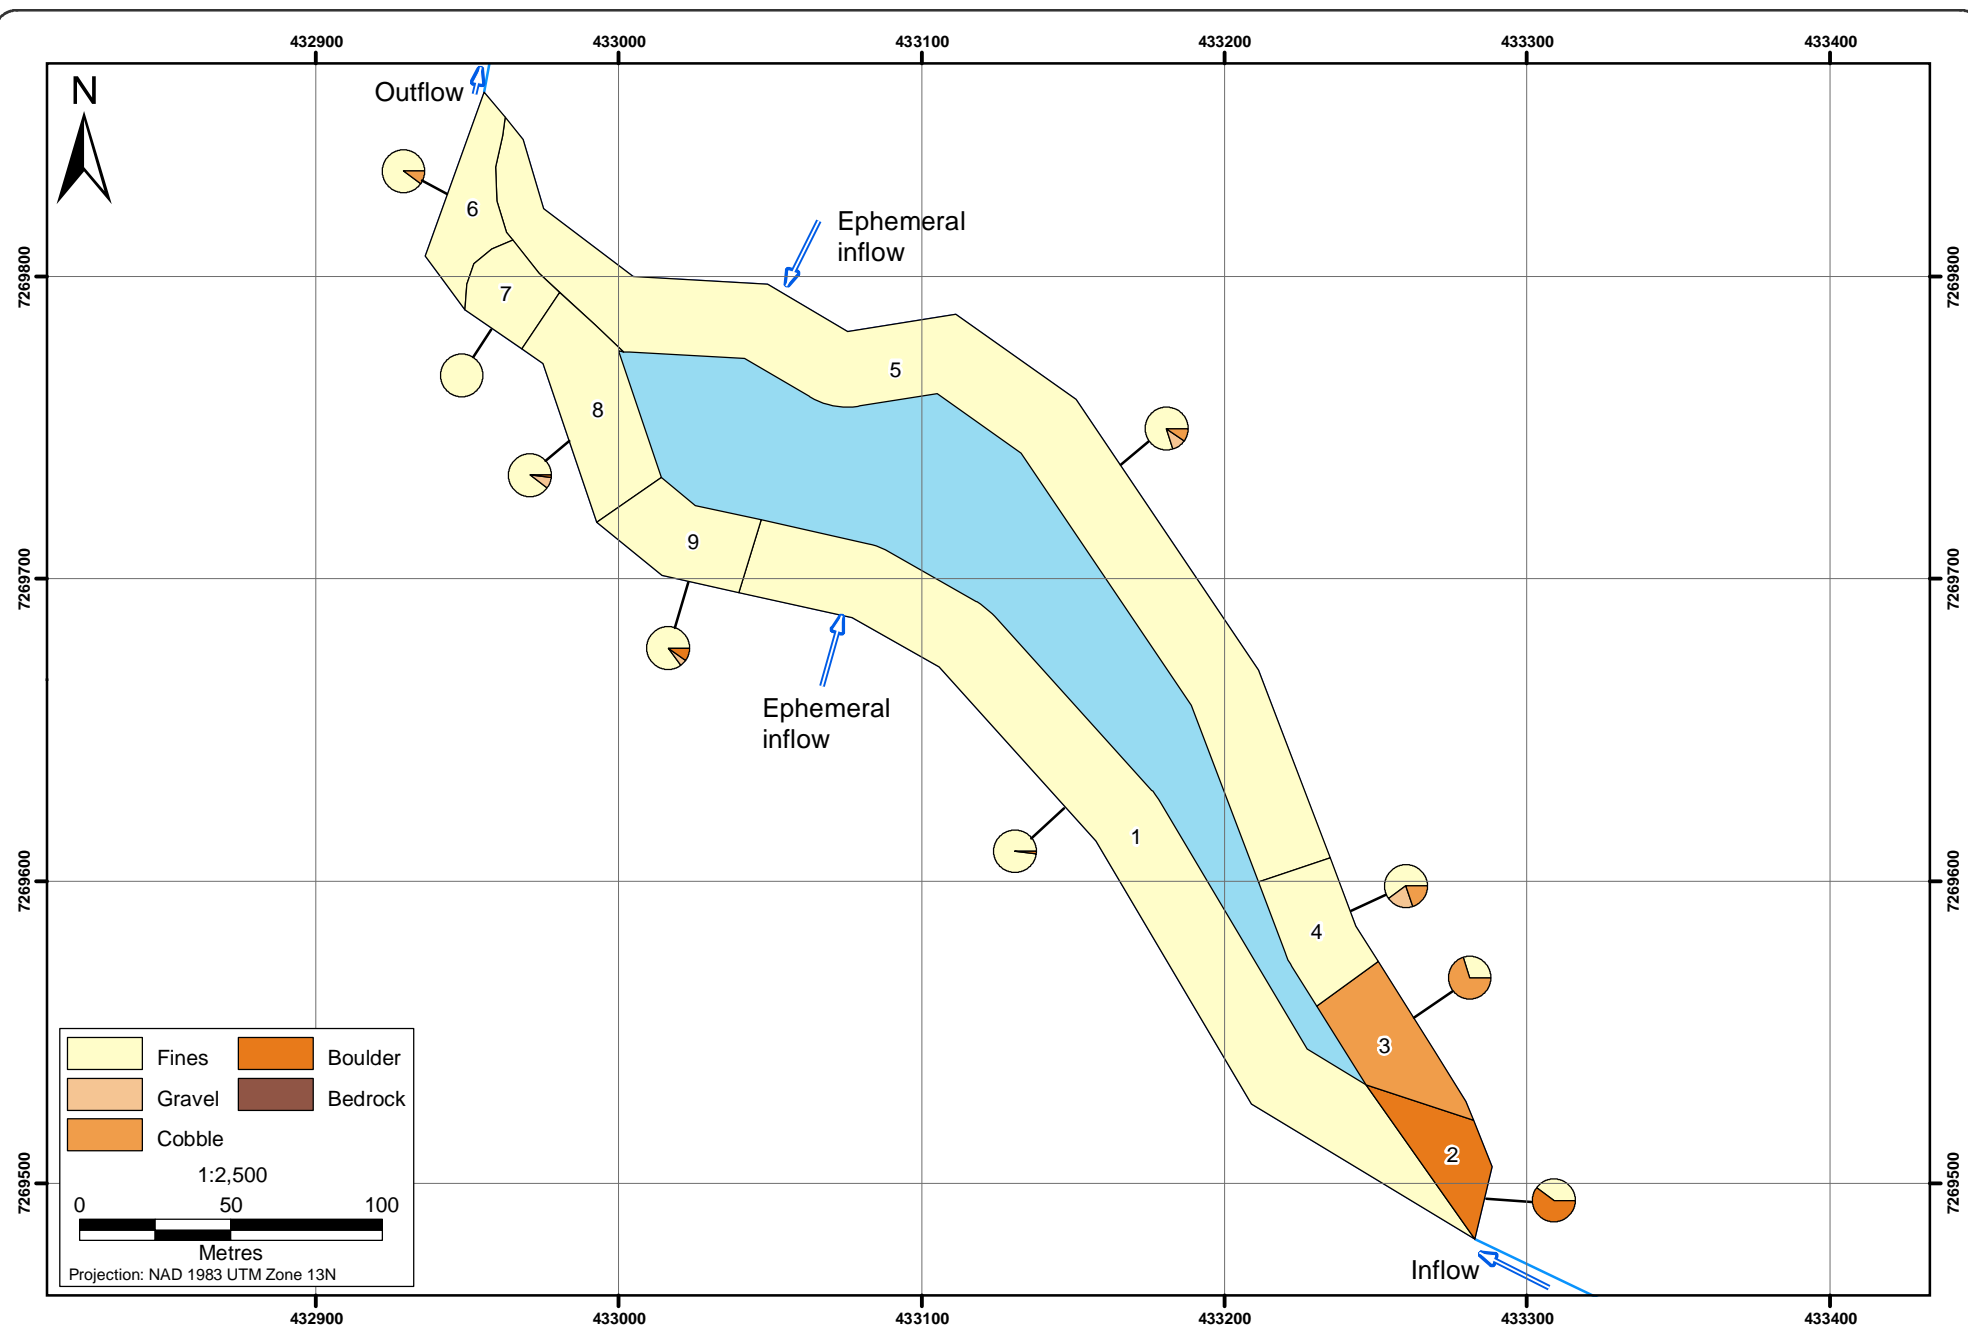 432900 433000 433100 433200 433300 433400
N
Outflow
6
Ephemeral
inflow
7269800 7269800
7
5
8
9
7269700 7269700
Ephemeral
inflow
1
7269600 7269600
4
3
2
7269500 7269500
Inflow
Fines Boulder
Gravel Bedrock
Cobble
1:2,500
0 50 100
Metres
Projection: NAD 1983 UTM Zone 13N
432900 433000 433100 433200 433300 433400